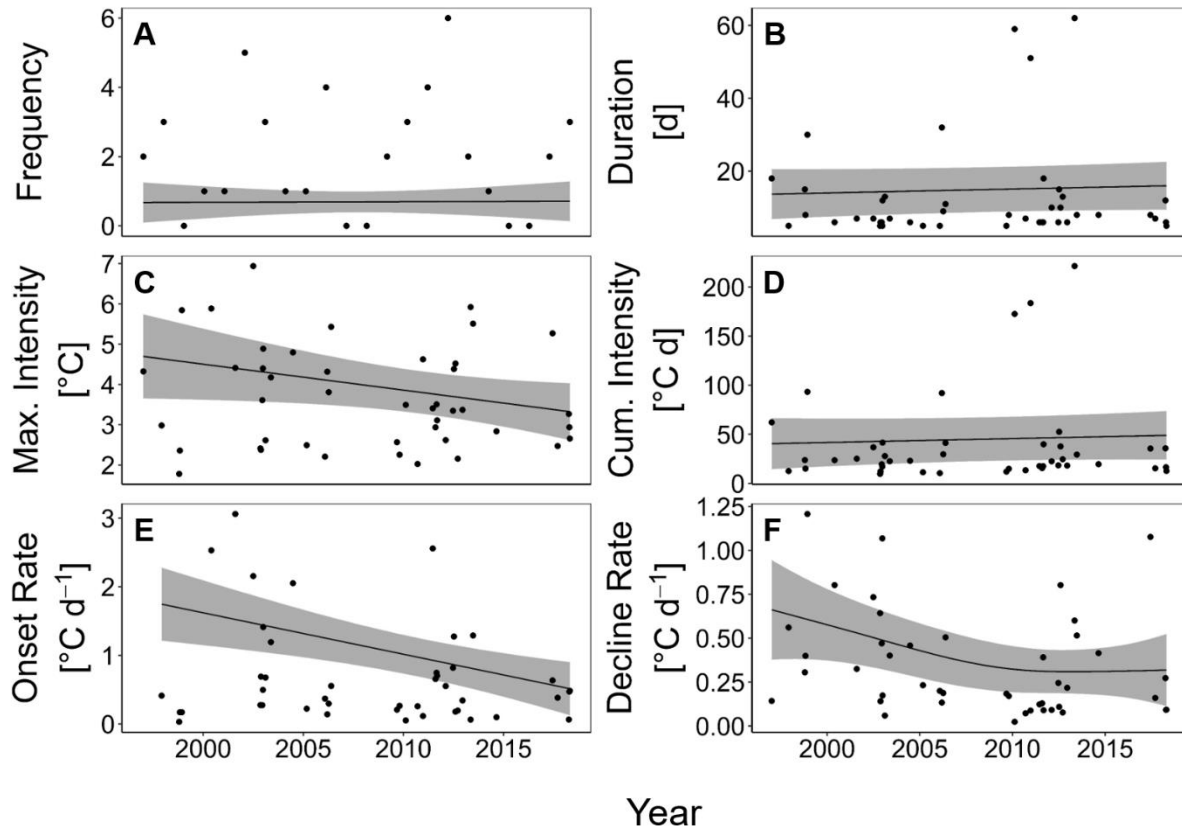 A
Frequency
6
4
2
0
B
Duration
[d]
60
40
20
C
Max. Intensity
[°C]
7
6
5
4
3
2
D
Cum. Intensity
[°C d]
200
150
100
50
0
E
Onset Rate
[°C d⁻¹]
3
2
1
0
2000 2005 2010 2015
F
Decline Rate
[°C d⁻¹]
1.25
1.00
0.75
0.50
0.25
0.00
2000 2005 2010 2015
Year